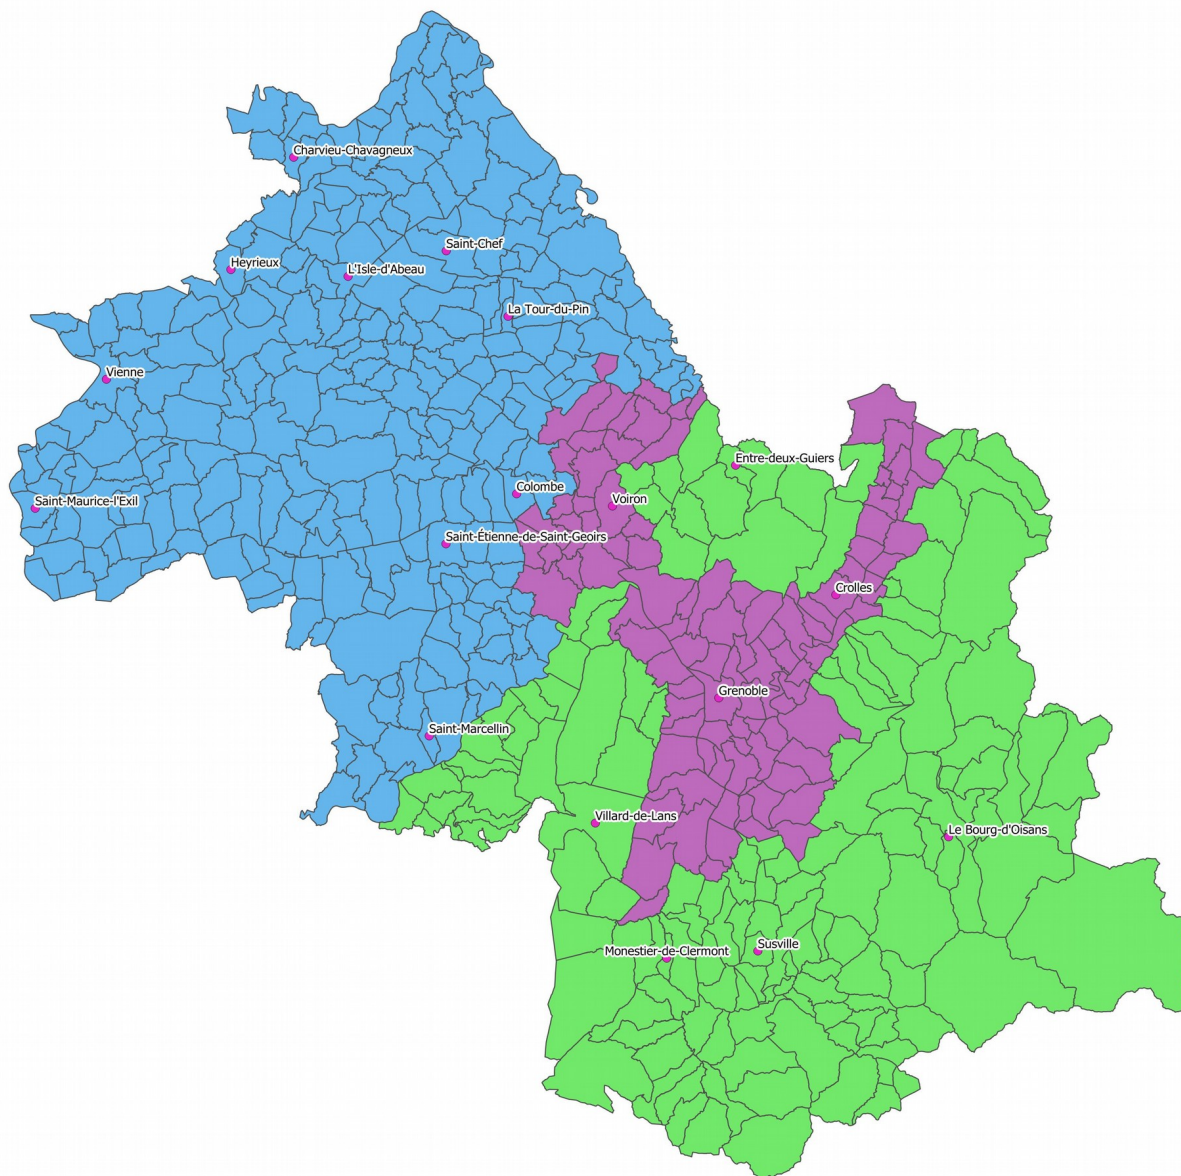 Charvieu-Chavagneux
Saint-Chef
Heyrieux
L'Isle-d'Abeau
La Tour-du-Pin
Vienne
Entre-deux-Guiers
Colombe
Saint-Maurice-l'Exil
Voiron
Saint-Étienne-de-Saint-Geoirs
Crolles
Grenoble
Saint-Marcellin
Villard-de-Lans
Le Bourg-d'Oisans
Susville
Monestier-de-Clermont